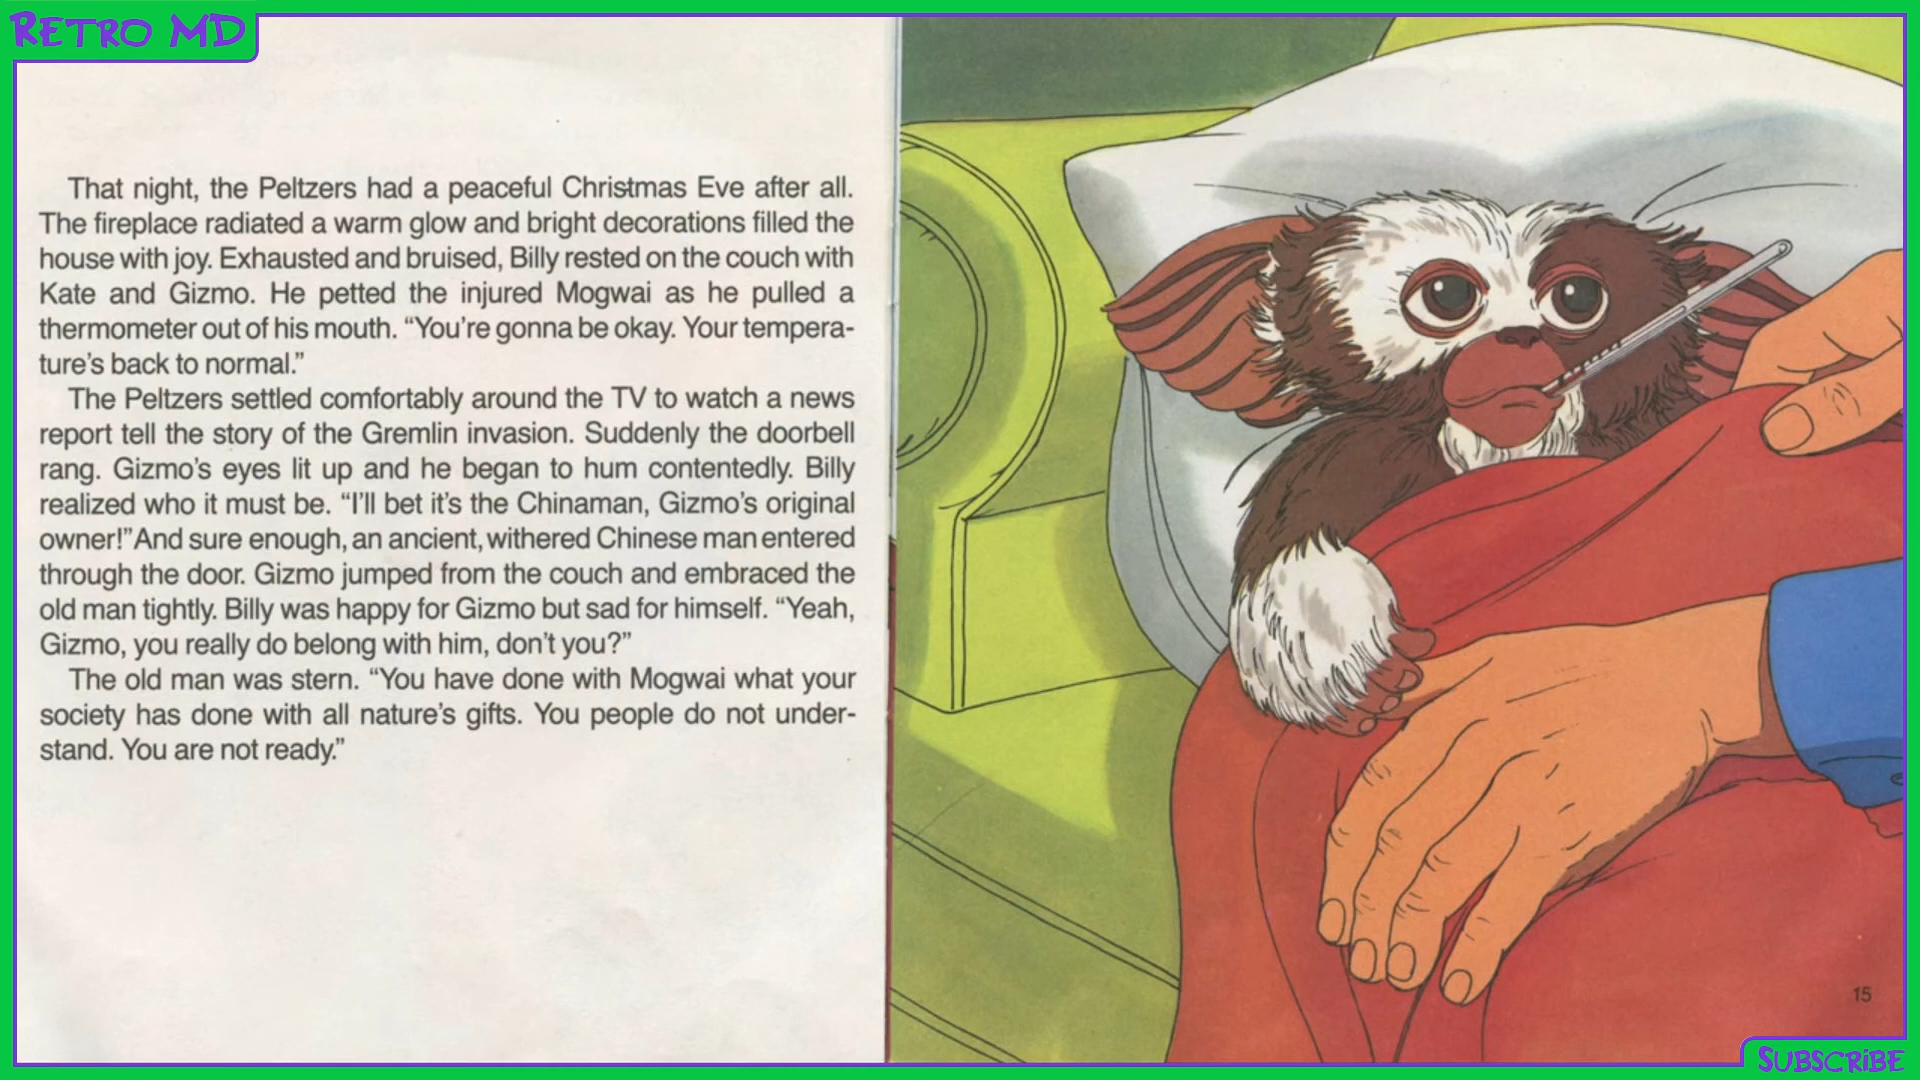 RETRO MD
That night, the Peltzers had a peaceful Christmas Eve after all.
The fireplace radiated a warm glow and bright decorations filled the
house with joy. Exhausted and bruised, Billy rested on the couch with
Kate and Gizmo. He petted the injured Mogwai as he pulled a
thermometer out of his mouth. “You’re gonna be okay. Your tempera-
ture’s back to normal.”
The Peltzers settled comfortably around the TV to watch a news
report tell the story of the Gremlin invasion. Suddenly the doorbell
rang. Gizmo’s eyes lit up and he began to hum contentedly. Billy
realized who it must be. “I’ll bet it’s the Chinaman, Gizmo’s original
owner!” And sure enough, an ancient, withered Chinese man entered
through the door. Gizmo jumped from the couch and embraced the
old man tightly. Billy was happy for Gizmo but sad for himself. “Yeah,
Gizmo, you really do belong with him, don’t you?”
The old man was stern. “You have done with Mogwai what your
society has done with all nature’s gifts. You people do not under-
stand. You are not ready.”
15
SUBSCRIBE